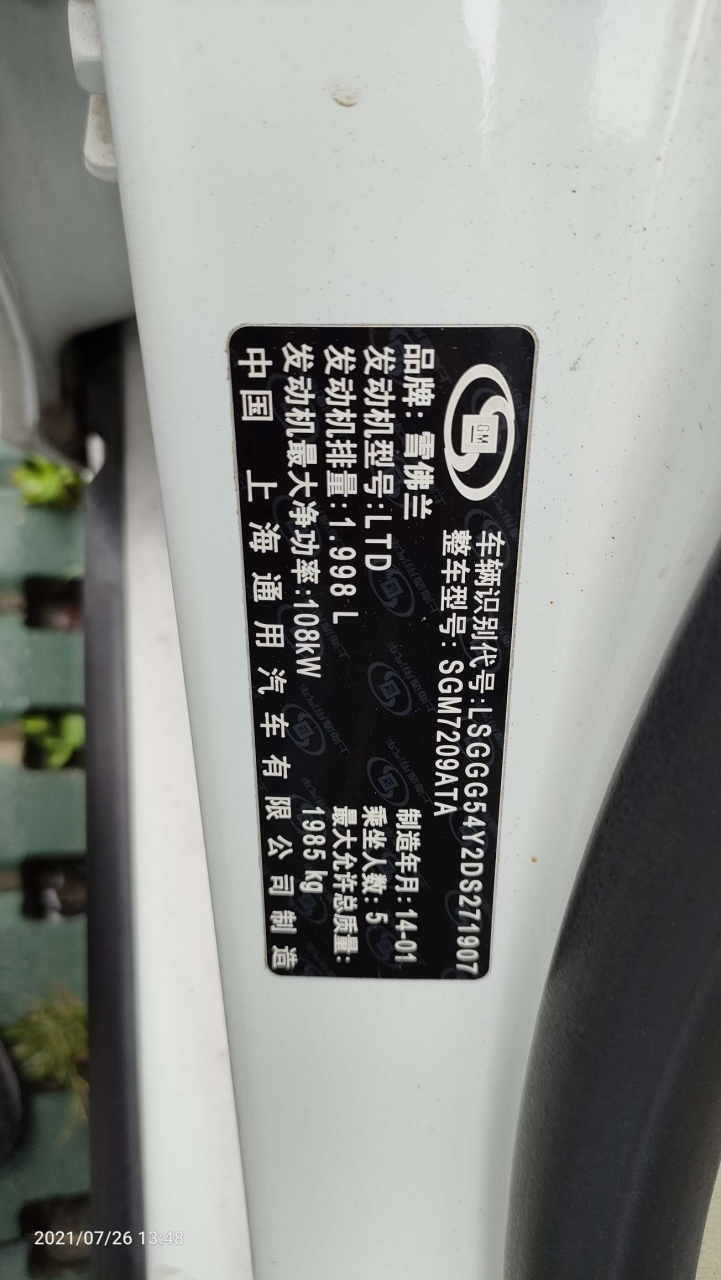 GM
车辆识别代号:LSGGG54Y2DS271907
整车型号:SGM7209ATA
品牌:雪佛兰
制造年月:14-01
发动机型号:LTD
乘坐人数:5
发动机排量:1.998 L
最大允许总质量:
发动机最大净功率:108kW
1985 kg
中国 上海通用汽车有限公司制造
2021/07/26 13:48